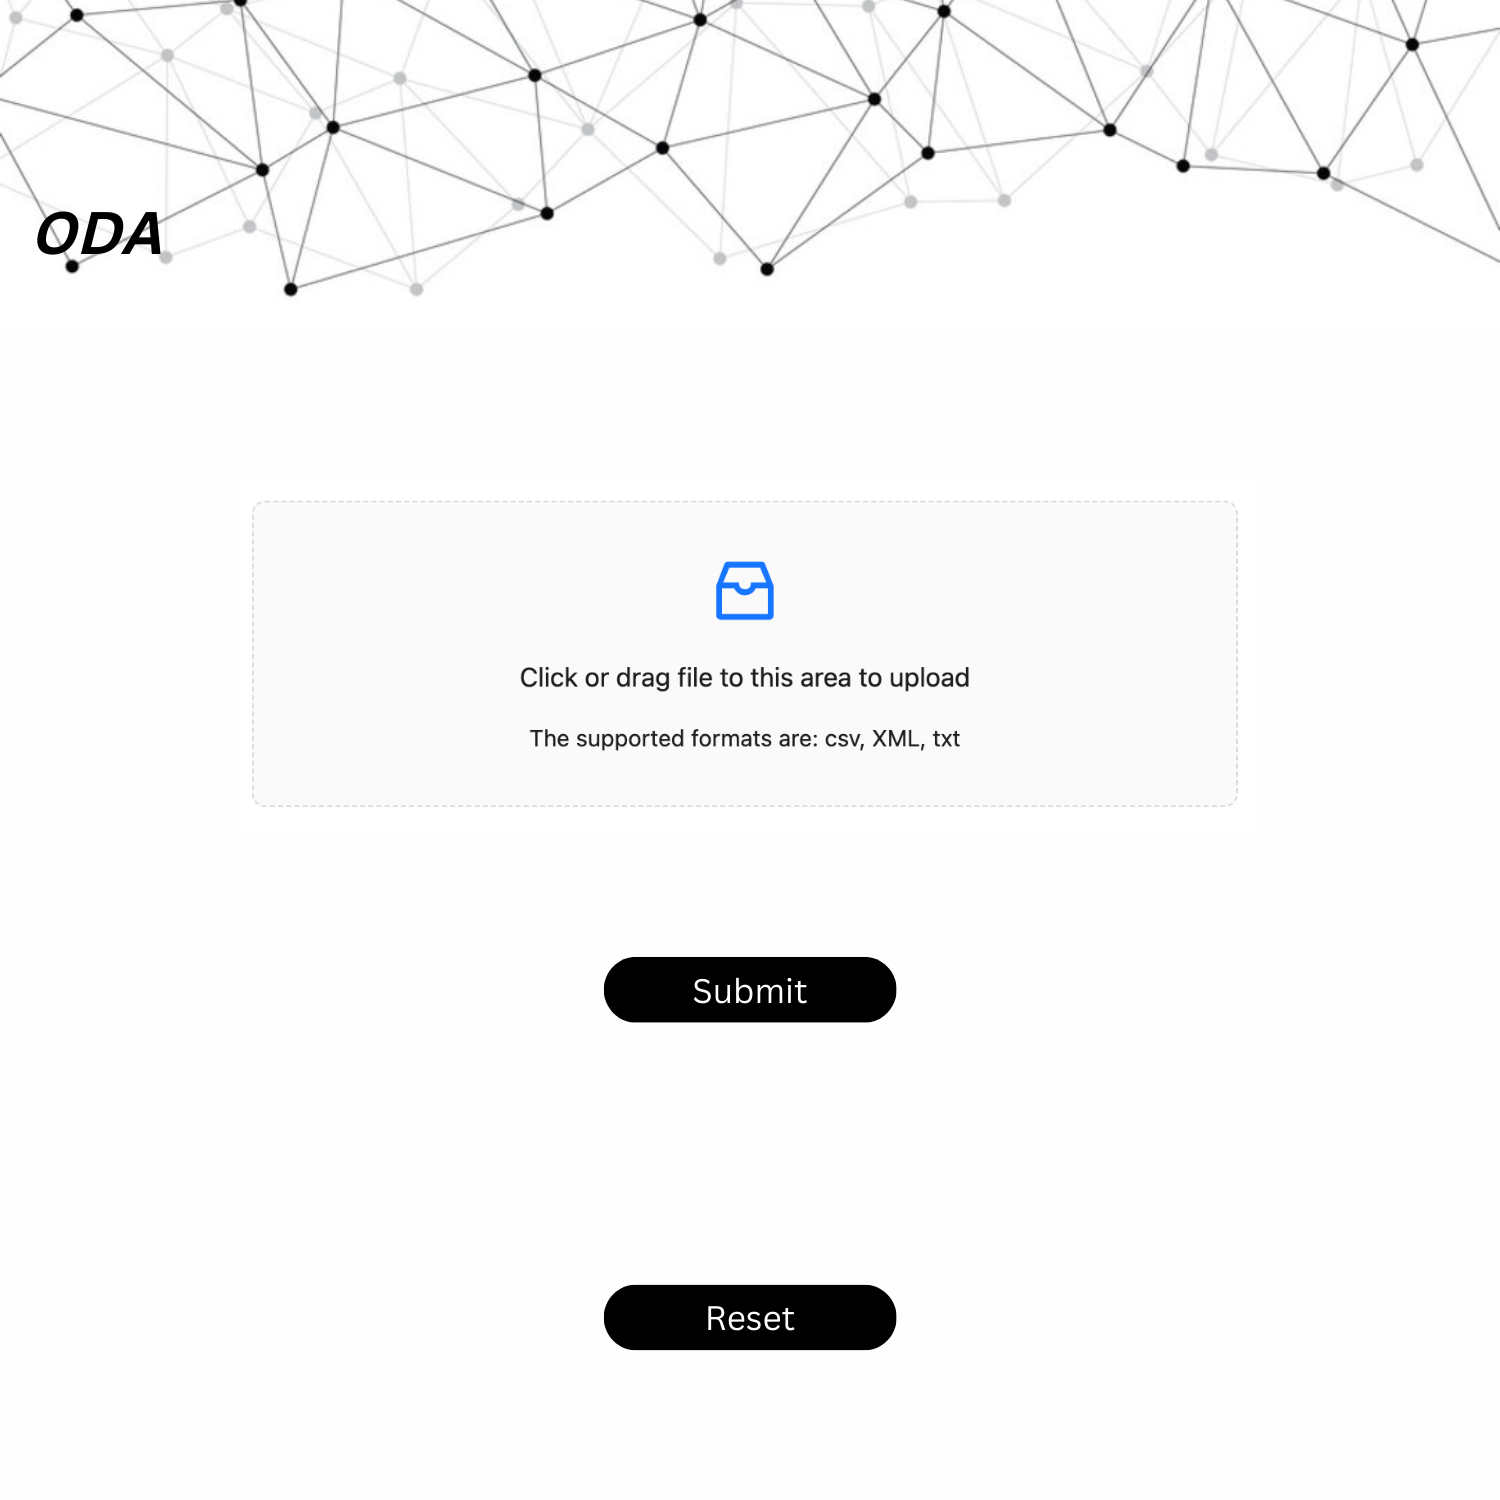 ODA
Click or drag file to this area to upload
The supported formats are: csv, XML, txt
Submit
Reset